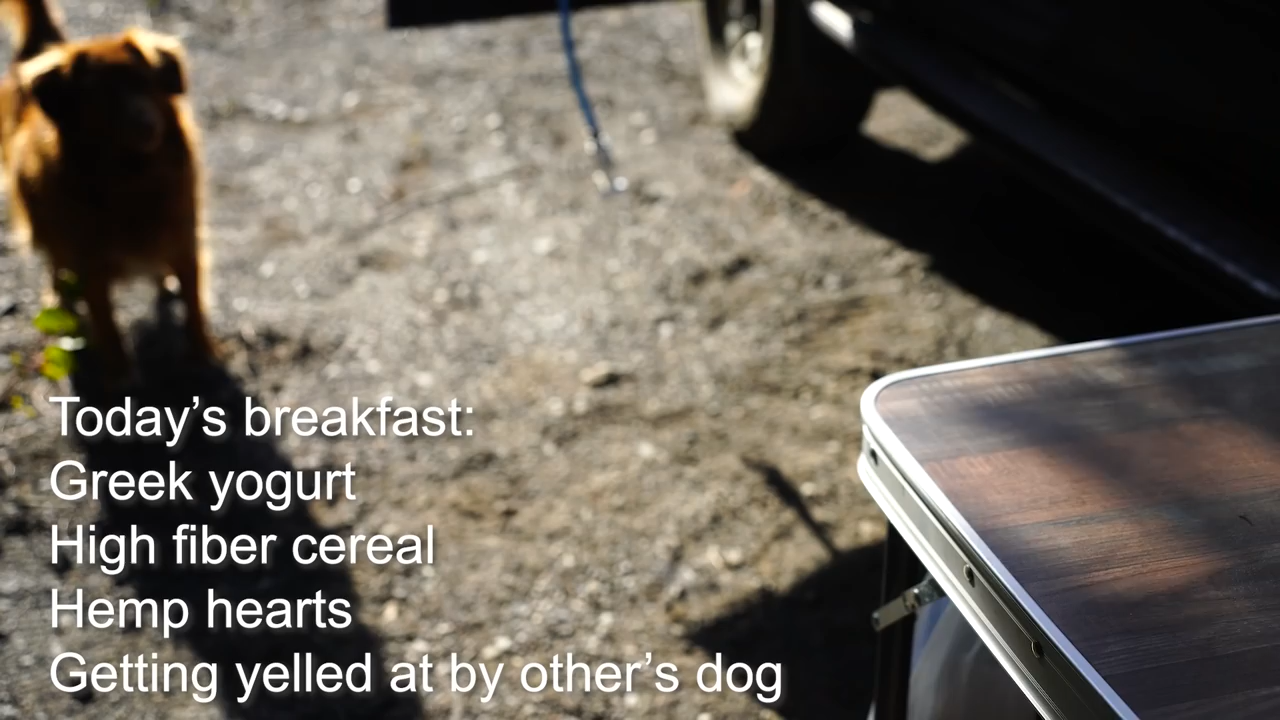 Today’s breakfast:
Greek yogurt
High fiber cereal
Hemp hearts
Getting yelled at by other’s dog